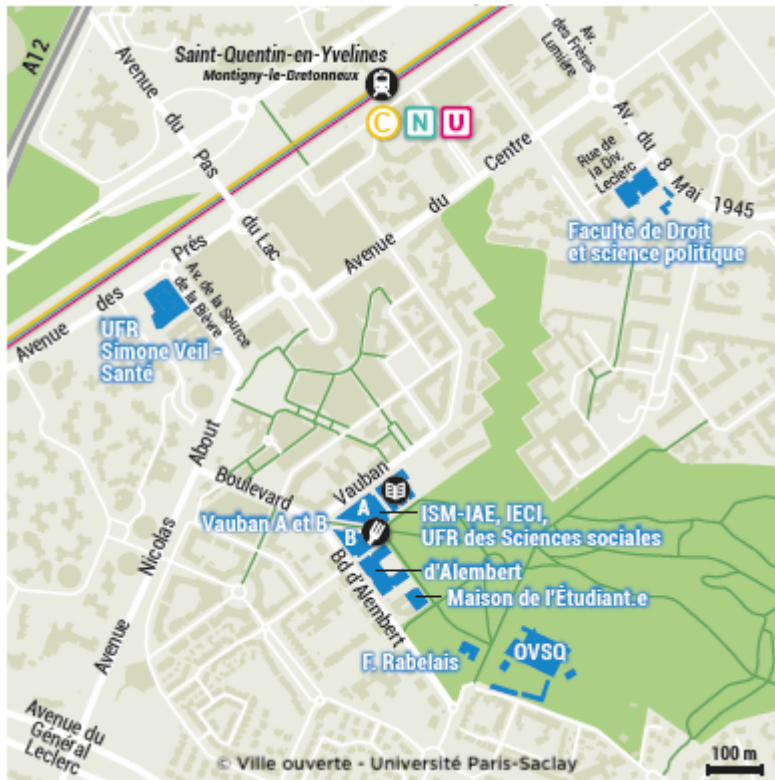 A12
Saint-Quentin-en-Yvelines
Montigny-le-Bretonneux
C N U
Av.
des Frères
Lumière
Av. du 8 Mai 1945
Rue de
la Div.
Leclerc
Faculté de Droit
et science politique
Avenue du Pas du Lac
Avenue du Centre
Avenue des Prés
Av. de la Source
de la Bièvre
UFR
Simone Veil -
Santé
Avenue Nicolas About
Boulevard Vauban
A
Vauban A et B
B
ISM-IAE, IECI,
UFR des Sciences sociales
d'Alembert
Maison de l'Étudiant.e
Bd d'Alembert
F. Rabelais
OVSQ
Avenue du
Général
Leclerc
© Ville ouverte - Université Paris-Saclay
100 m